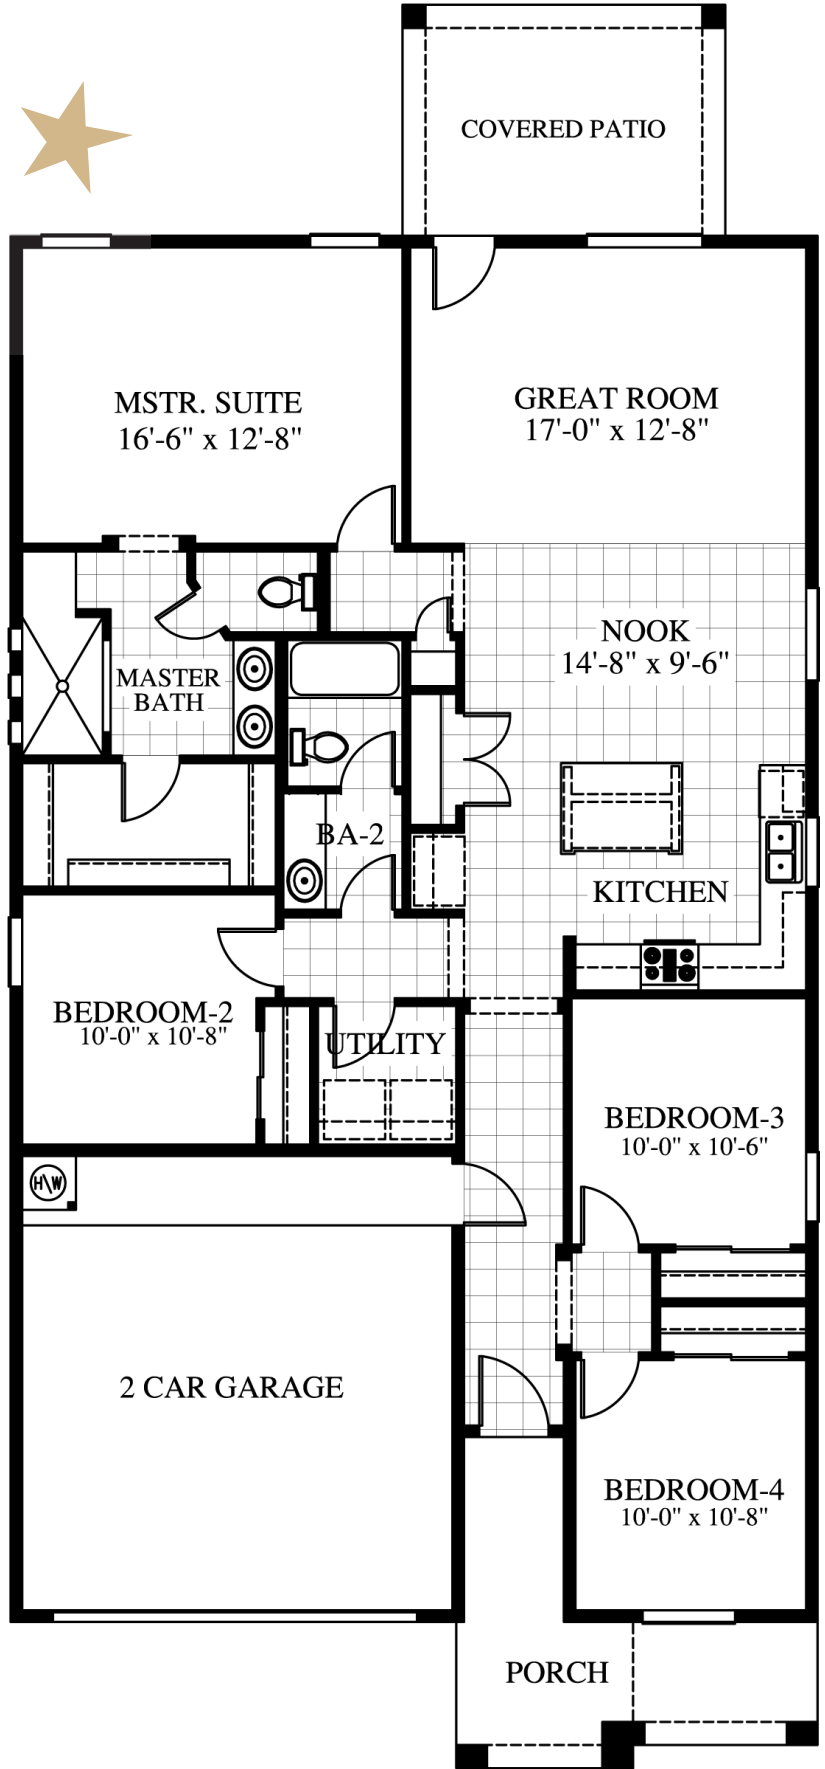 COVERED PATIO
MSTR. SUITE
16'-6" x 12'-8"
GREAT ROOM
17'-0" x 12'-8"
NOOK
14'-8" x 9'-6"
MASTER
BATH
BA-2
KITCHEN
BEDROOM-2
10'-0" x 10'-8"
UTILITY
BEDROOM-3
10'-0" x 10'-6"
H\W
2 CAR GARAGE
BEDROOM-4
10'-0" x 10'-8"
PORCH